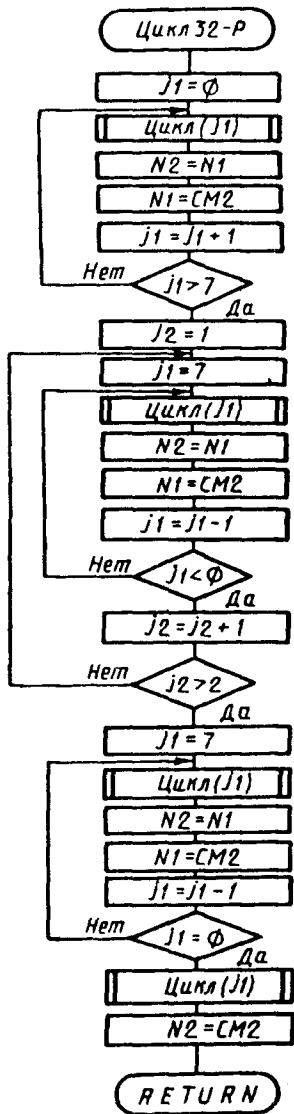 Цикл 32-Р
j1=ф
Цикл (j1)
N2=N1
N1=СМ2
j1=j1+1
Нет
j1>7
Да
j2=1
j1=7
Цикл (j1)
N2=N1
N1=СМ2
j1=j1-1
Нет
j1<ф
Да
j2=j2+1
Нет
j2>2
Да
j1=7
Цикл (j1)
N2=N1
N1=СМ2
j1=j1-1
Нет
j1=ф
Да
Цикл (j1)
N2=СМ2
RETURN